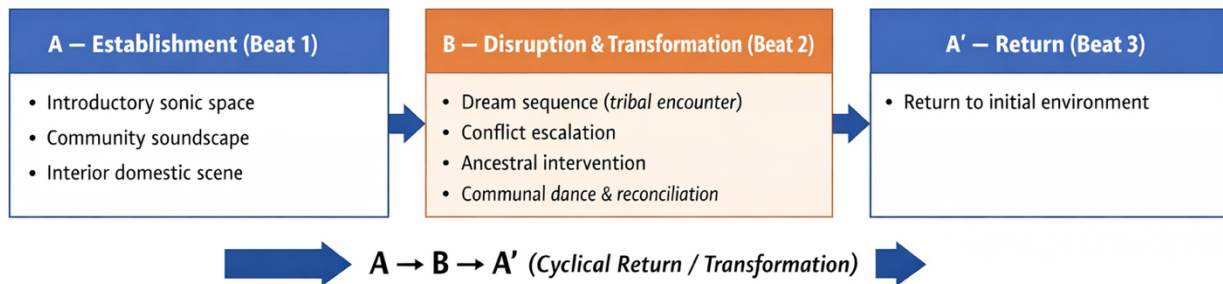 A — Establishment (Beat 1)
• Introductory sonic space
• Community soundscape
• Interior domestic scene
B — Disruption & Transformation (Beat 2)
• Dream sequence (tribal encounter)
• Conflict escalation
• Ancestral intervention
• Communal dance & reconciliation
A′ — Return (Beat 3)
• Return to initial environment
A → B → A′ (Cyclical Return / Transformation)